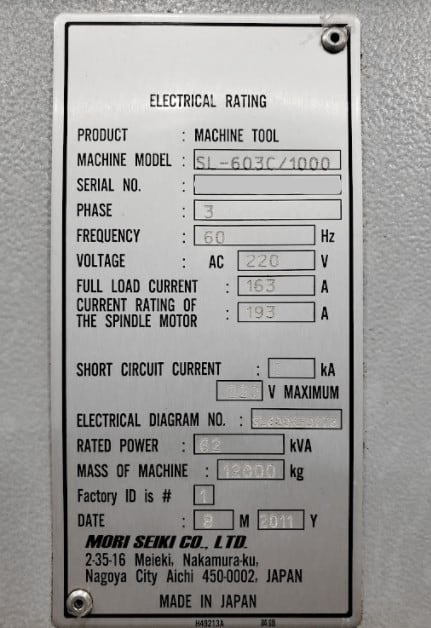 ELECTRICAL RATING
PRODUCT : MACHINE TOOL
MACHINE MODEL : SL-603C/1000
SERIAL NO. :
PHASE : 3
FREQUENCY : 60 Hz
VOLTAGE : AC 220 V
FULL LOAD CURRENT : 163 A
CURRENT RATING OF
THE SPINDLE MOTOR : 193 A
SHORT CIRCUIT CURRENT : kA
220 V MAXIMUM
ELECTRICAL DIAGRAM NO. :
RATED POWER : 62 kVA
MASS OF MACHINE : kg
Factory ID is # 1
DATE : M 2011 Y
MORI SEIKI CO., LTD.
2-35-16 Meieki, Nakamura-ku,
Nagoya City Aichi 450-0002, JAPAN
MADE IN JAPAN
H49213A